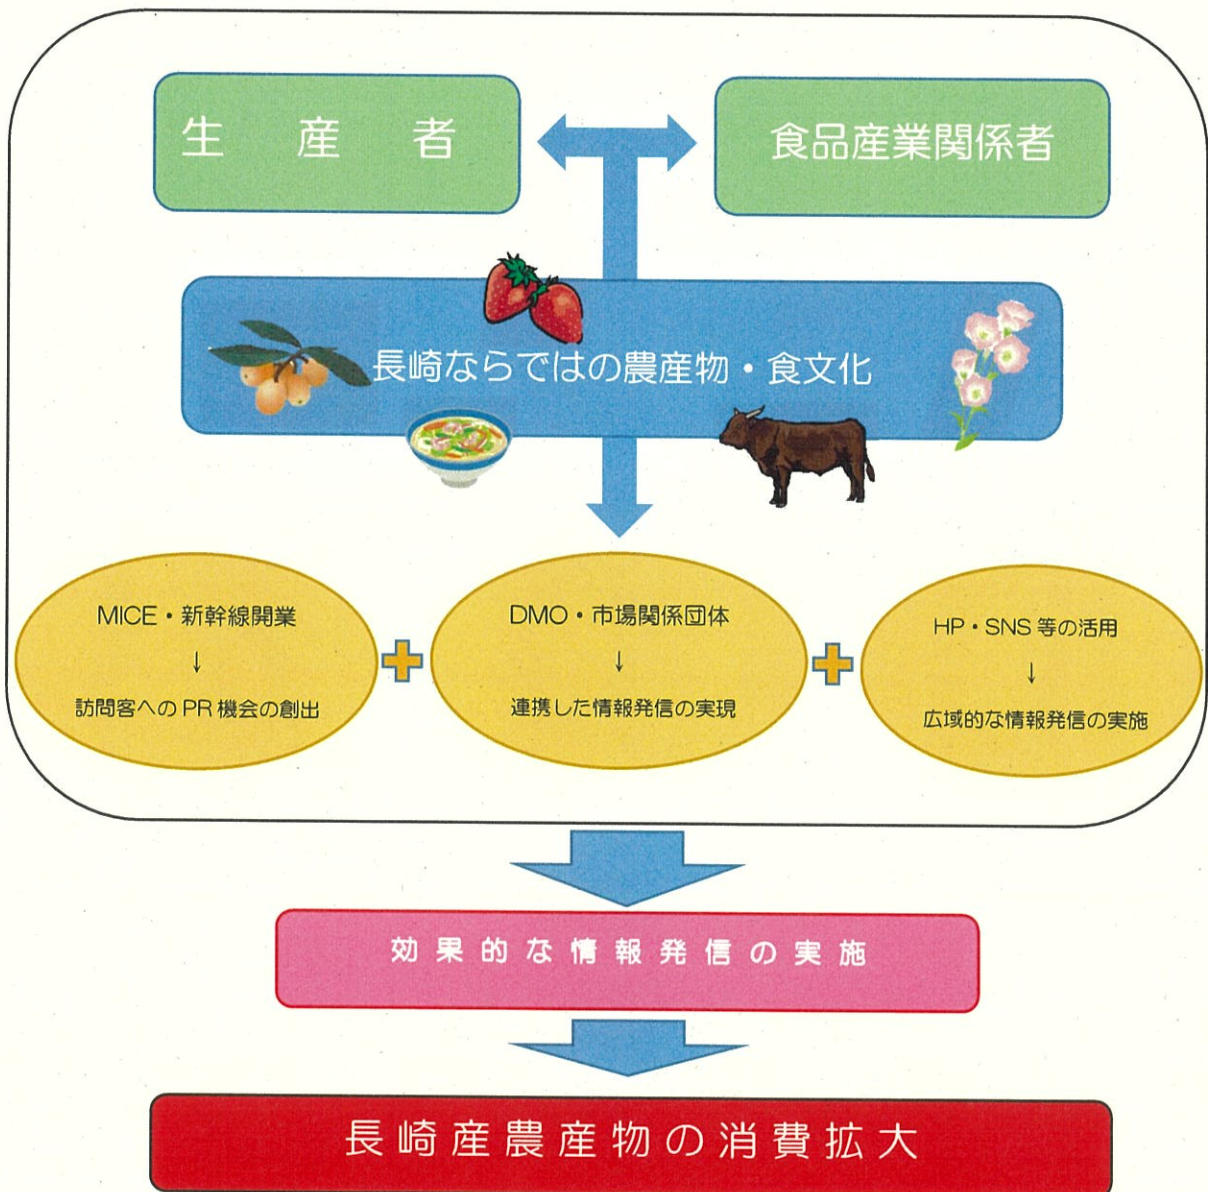 生産者
食品産業関係者
長崎ならではの農産物・食文化
MICE・新幹線開業
↓
訪問客へのPR機会の創出
DMO・市場関係団体
↓
連携した情報発信の実現
HP・SNS等の活用
↓
広域的な情報発信の実施
効果的な情報発信の実施
長崎産農産物の消費拡大